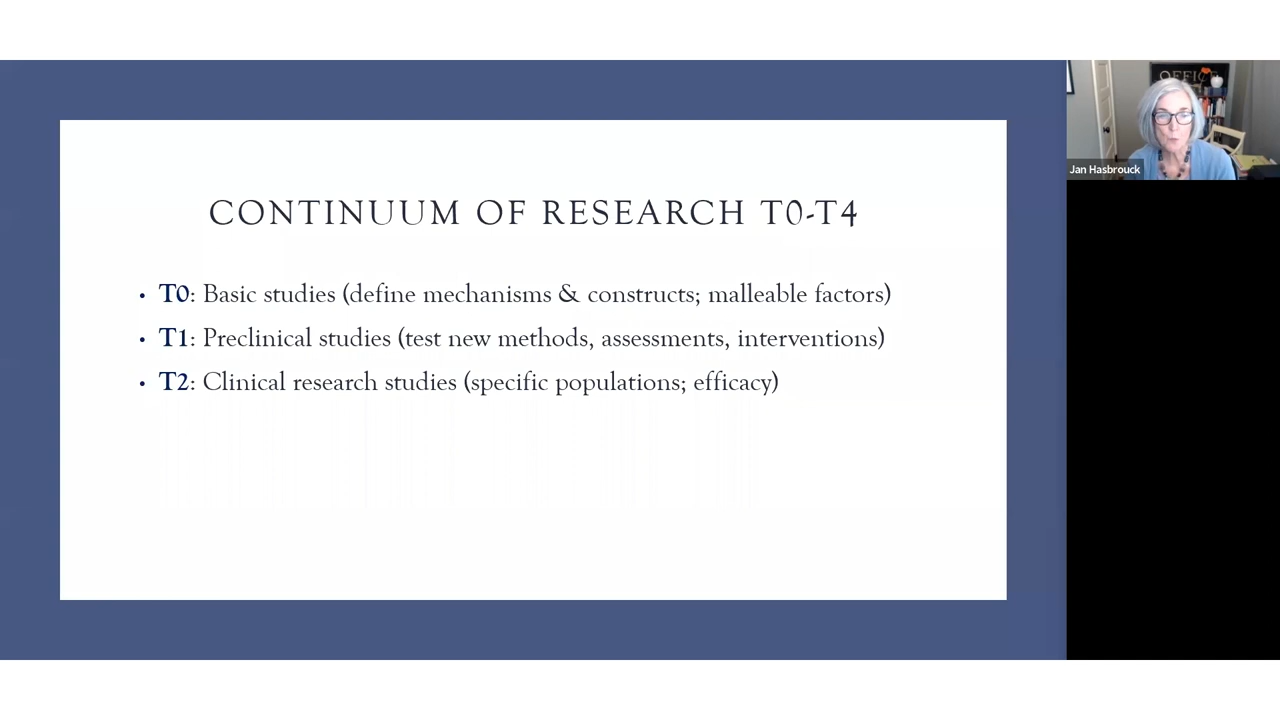 CONTINUUM OF RESEARCH T0-T4
• T0: Basic studies (define mechanisms & constructs; malleable factors)
• T1: Preclinical studies (test new methods, assessments, interventions)
• T2: Clinical research studies (specific populations; efficacy)
OFFICE
Jan Hasbrouck